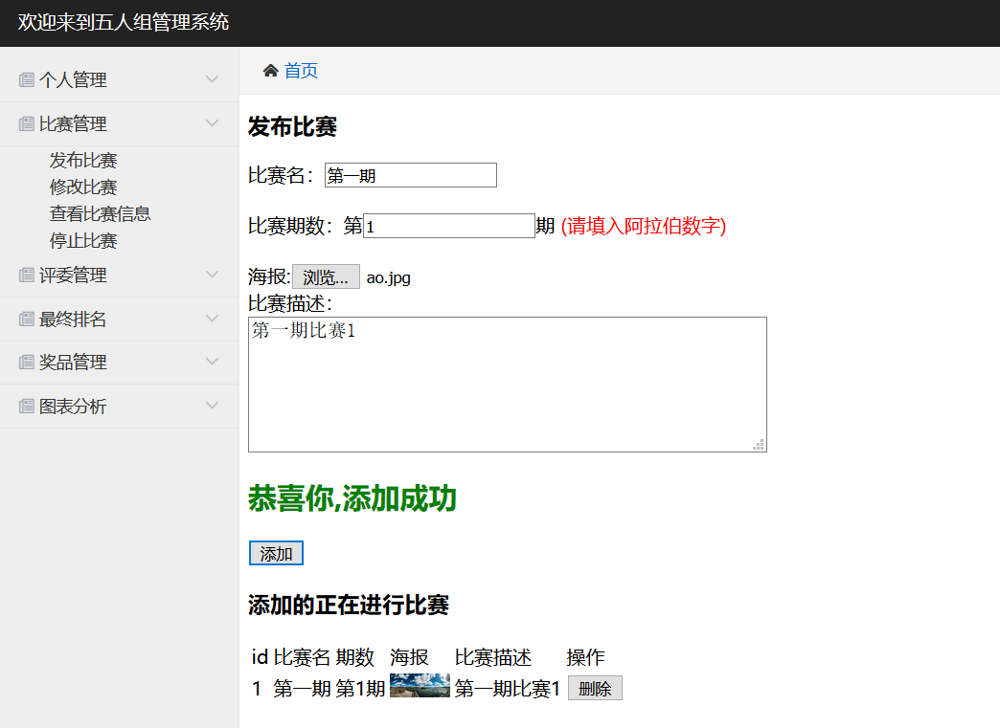 欢迎来到五人组管理系统
首页
个人管理
比赛管理
发布比赛
修改比赛
查看比赛信息
停止比赛
评委管理
最终排名
奖品管理
图表分析
发布比赛
比赛名：第一期
比赛期数：第1期 (请填入阿拉伯数字)
海报:浏览... ao.jpg
比赛描述：
第一期比赛1
恭喜你,添加成功
添加
添加的正在进行比赛
id 比赛名 期数 海报 比赛描述 操作
1 第一期 第1期 第一期比赛1 删除